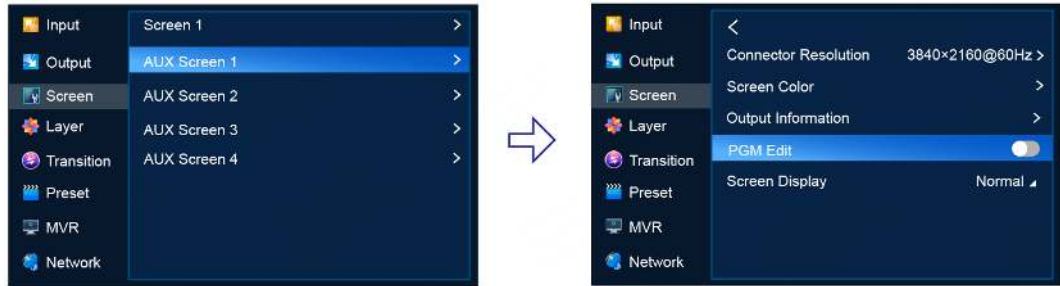 Input
Screen 1 >
Output
AUX Screen 1 >
Screen
AUX Screen 2 >
Layer
AUX Screen 3 >
Transition
AUX Screen 4 >
Preset
MVR
Network
Input
<
Output
Connector Resolution 3840×2160@60Hz >
Screen
Screen Color >
Layer
Output Information >
Transition
PGM Edit
Preset
Screen Display Normal
MVR
Network